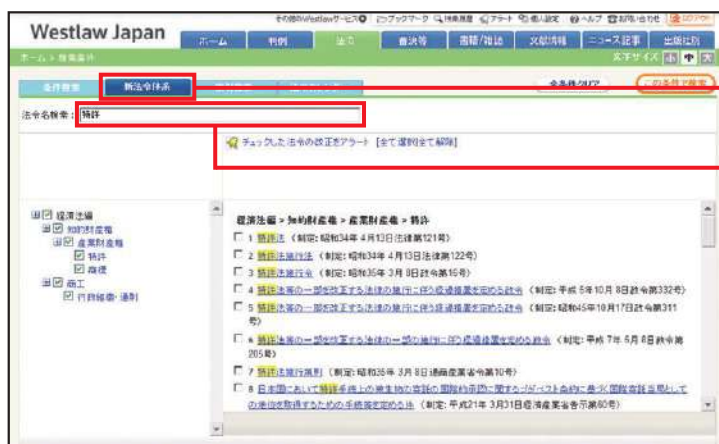 その他のWestlawサービス ブックマーク 検索履歴 アラート 個人設定 ヘルプ お問い合わせ ログアウト
Westlaw Japan
ホーム 判例 法令 審決等 書籍/雑誌 文献情報 ニュース記事 出版社別
ホーム > 検索条件
文字サイズ 小 中 大
条件検索 新法令体系
全条件クリア この条件で検索
法令名検索: 特許
チェックした法令の改正をアラート [全て選択|全て解除]
経済法編
知的財産権
産業財産権
特許
商標
商工
行政組織・通則
経済法編 > 知的財産権 > 産業財産権 > 特許
1 特許法 (制定:昭和34年 4月13日法律第121号)
2 特許法施行法 (制定:昭和34年 4月13日法律第122号)
3 特許法施行令 (制定:昭和35年 3月 8日政令第16号)
4 特許法等の一部を改正する法律の施行に伴う経過措置を定める政令 (制定:平成 5年10月 8日政令第332号)
5 特許法等の一部を改正する法律の施行に伴う経過措置を定める政令 (制定:昭和45年10月17日政令第311
号)
6 特許法等の一部を改正する法律の一部の施行に伴う経過措置を定める政令 (制定:平成 7年 6月 8日政令第
205号)
7 特許法施行規則 (制定:昭和35年 3月 8日通商産業省令第10号)
8 日本国において特許手続上の微生物の寄託の国際的承認に関するブダペスト条約に基づく国際寄託当局として
の地位を取得するための手続等を定める件 (制定:平成21年 3月31日経済産業省告示第60号)